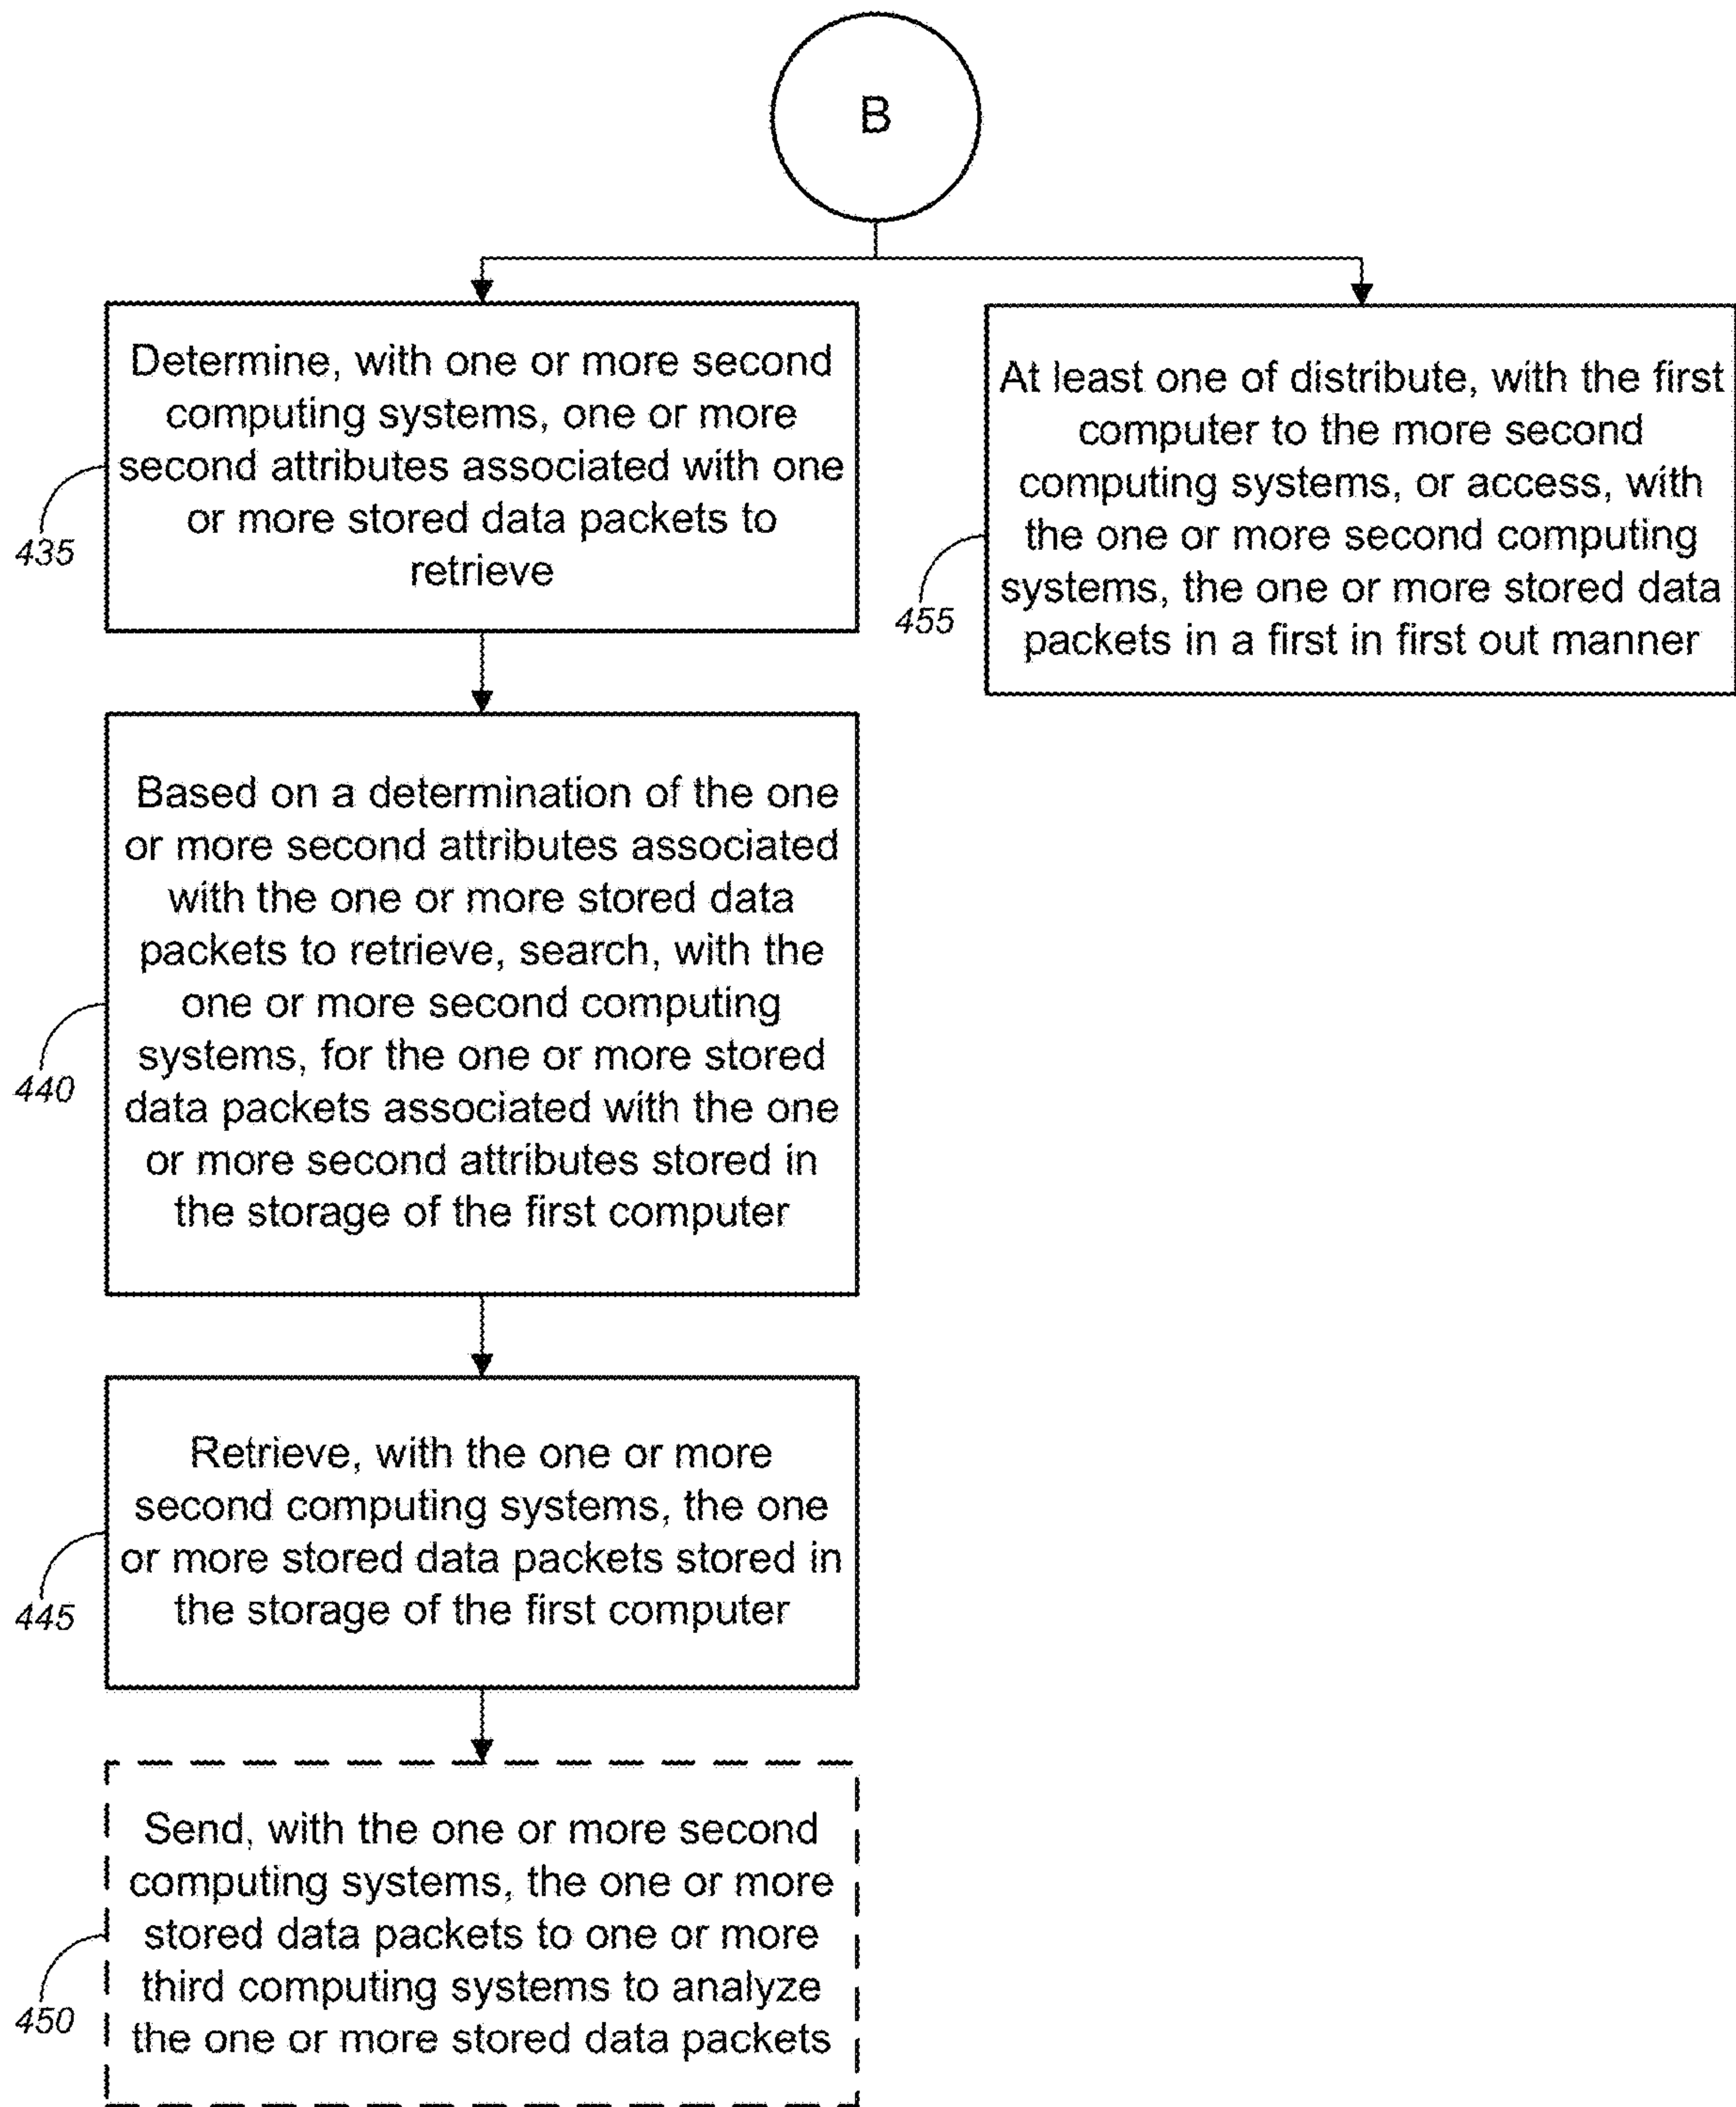 B
Determine, with one or more second
computing systems, one or more
second attributes associated with one
or more stored data packets to
retrieve
435
At least one of distribute, with the first
computer to the more second
computing systems, or access, with
the one or more second computing
systems, the one or more stored data
packets in a first in first out manner
455
Based on a determination of the one
or more second attributes associated
with the one or more stored data
packets to retrieve, search, with the
one or more second computing
systems, for the one or more stored
data packets associated with the one
or more second attributes stored in
the storage of the first computer
440
Retrieve, with the one or more
second computing systems, the one
or more stored data packets stored in
the storage of the first computer
445
Send, with the one or more second
computing systems, the one or more
stored data packets to one or more
third computing systems to analyze
the one or more stored data packets
450